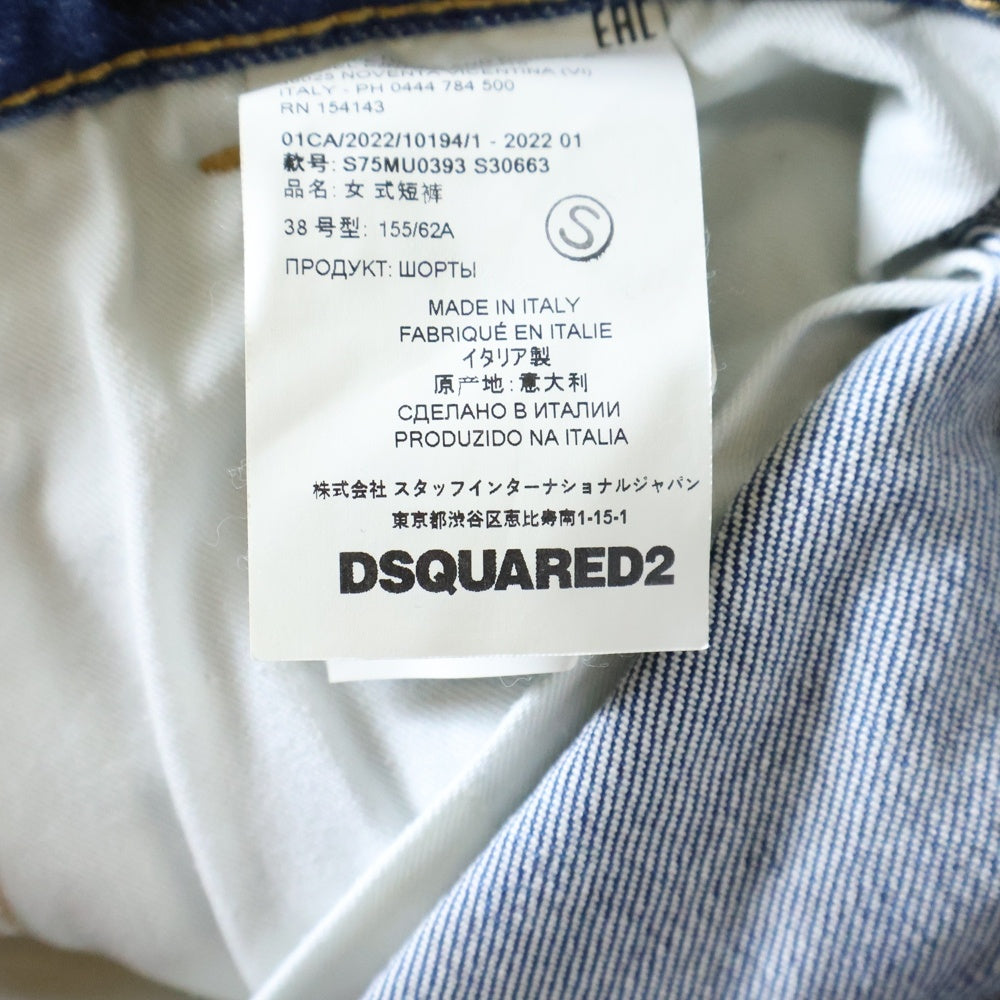 EAC
NOVENTA VICENTINA (VI)
ITALY - PH 0444 784 500
RN 154143
01CA/2022/10194/1 - 2022 01
款号: S75MU0393 S30663
品名: 女 式短裤
38 号型: 155/62A
S
ПРОДУКТ: ШОРТЫ
MADE IN ITALY
FABRIQUÉ EN ITALIE
イタリア製
原产地: 意大利
СДЕЛАНО В ИТАЛИИ
PRODUZIDO NA ITALIA
株式会社 スタッフインターナショナルジャパン
東京都渋谷区恵比寿南1-15-1
DSQUARED2